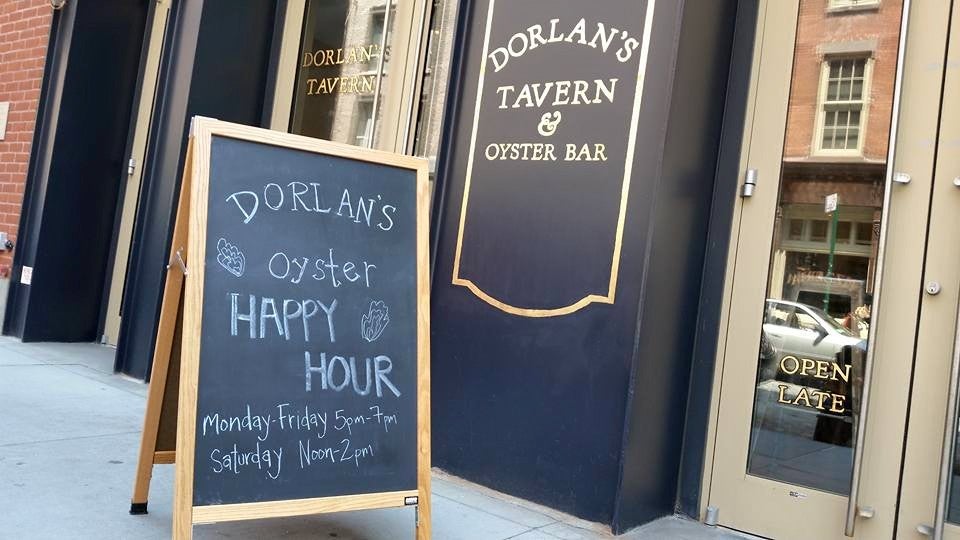 DORLAN'S
TAVERN
DORLAN'S
TAVERN
&
OYSTER BAR
DORLAN'S
oyster
HAPPY
HOUR
Monday-Friday 5pm-7pm
Saturday Noon-2pm
OPEN
LATE